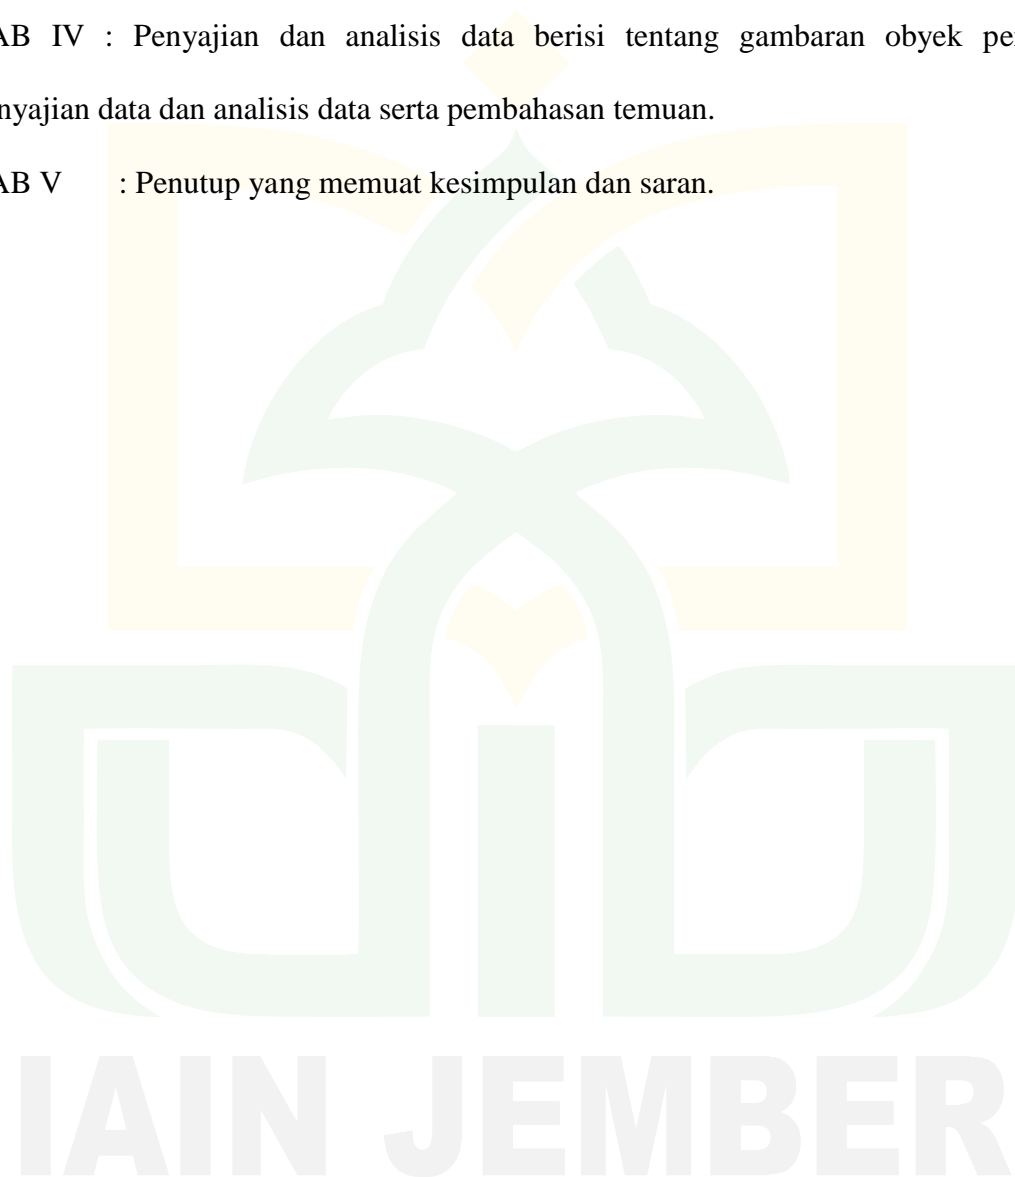 AB IV : Penyajian dan analisis data berisi tentang gambaran obyek pe
nyajian data dan analisis data serta pembahasan temuan.
AB V : Penutup yang memuat kesimpulan dan saran.
IAIN JEMBER